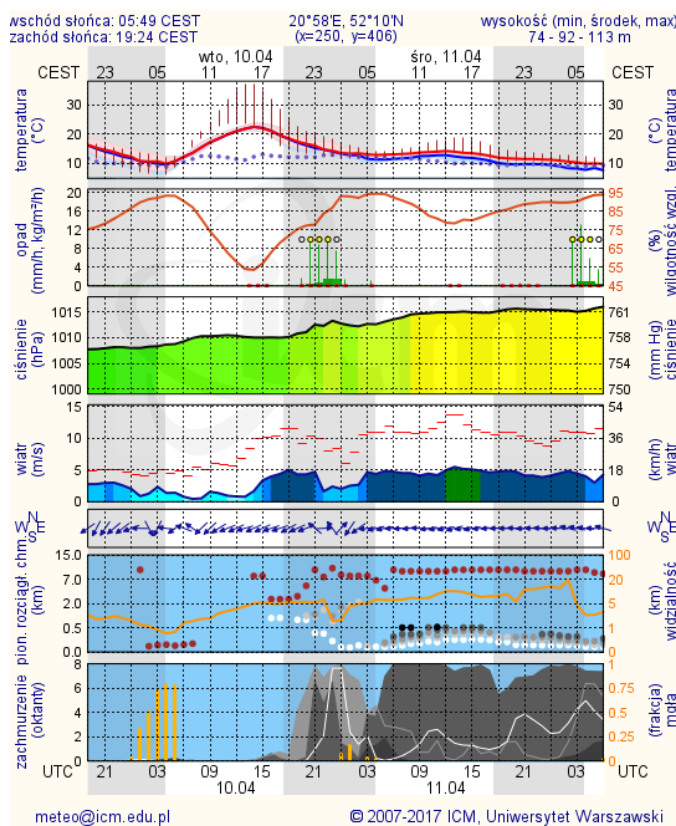 wschód słońca: 05:49 CEST 20°58'E, 52°10'N wysokość (min, środek, max)
zachód słońca: 19:24 CEST (x=250, y=406) 74 - 92 - 113 m
wto, 10.04 śro, 11.04
CEST 23 05 11 17 23 05 11 17 23 05 CEST
temperatura (°C)
30 30
20 20
10 10
temperatura (°C)
opad (mm/h, kg/m²/h)
20 95
16 85
12 75
8 65
4 55
0 45
wilgotność wzgl. (%)
ciśnienie (hPa)
1015 761
1010 758
1005 754
1000 750
(mm Hg) ciśnienie
wiatr (m/s)
15 54
10 36
5 18
0 0
(km/h) wiatr
N N
W E W E
S S
pion. rozciągł. chm. (km)
15.0 100
7.0 20
2.0 5
0.5 1
0.0 0
(km) widzialność
zachmurzenie (oktanty)
8 1
6 0.75
4 0.5
2 0.25
0 0
(frakcja) mgła
UTC 21 03 09 15 21 03 09 15 21 03 UTC
10.04 11.04
meteo@icm.edu.pl © 2007-2017 ICM, Uniwersytet Warszawski